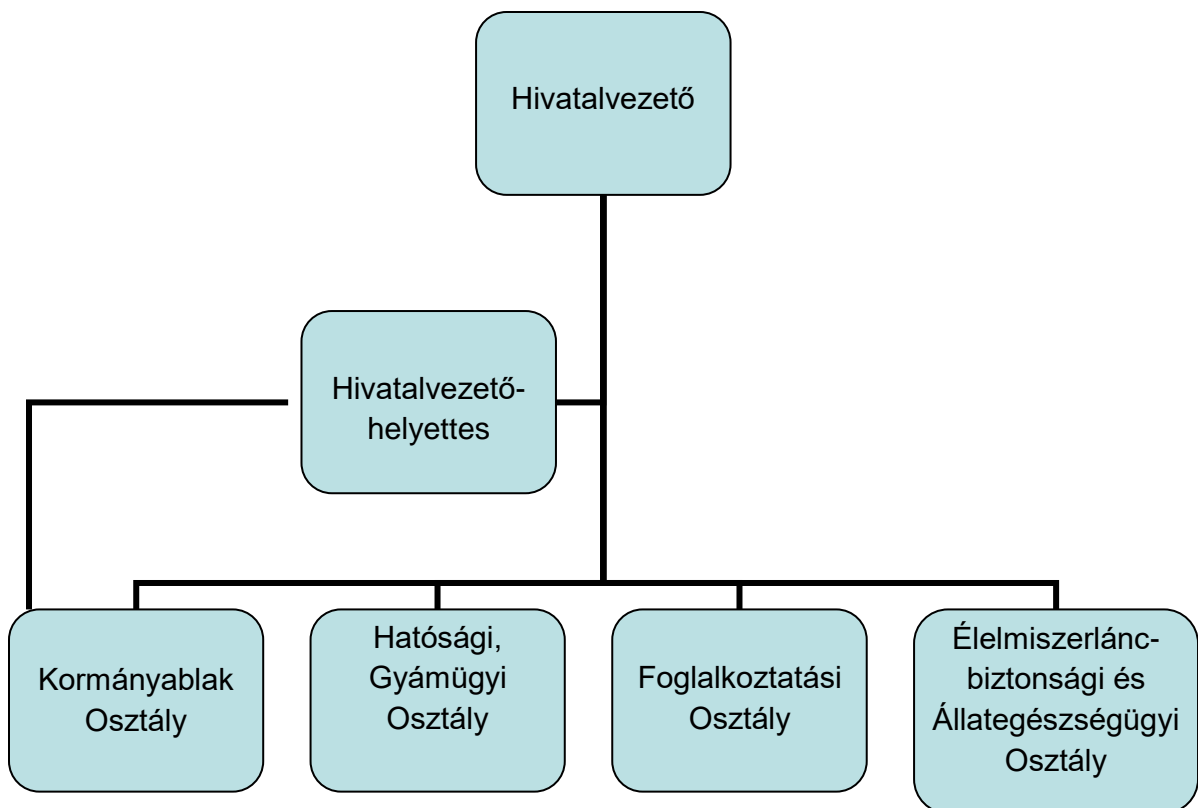 Hivatalvezető
Hivatalvezető-
helyettes
Kormányablak
Osztály
Hatósági,
Gyámügyi
Osztály
Foglalkoztatási
Osztály
Élelmiszerlánc-
biztonsági és
Állategészségügyi
Osztály